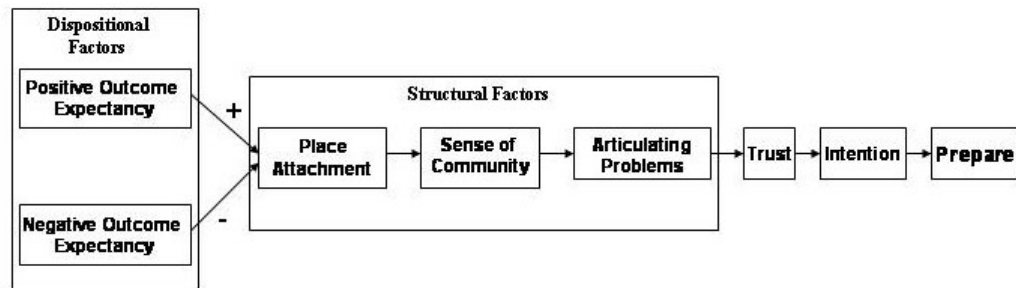 Dispositional
Factors
Positive Outcome
Expectancy
+
Structural Factors
Place
Attachment
Sense of
Community
Articulating
Problems
Trust
Intention
Prepare
-
Negative Outcome
Expectancy